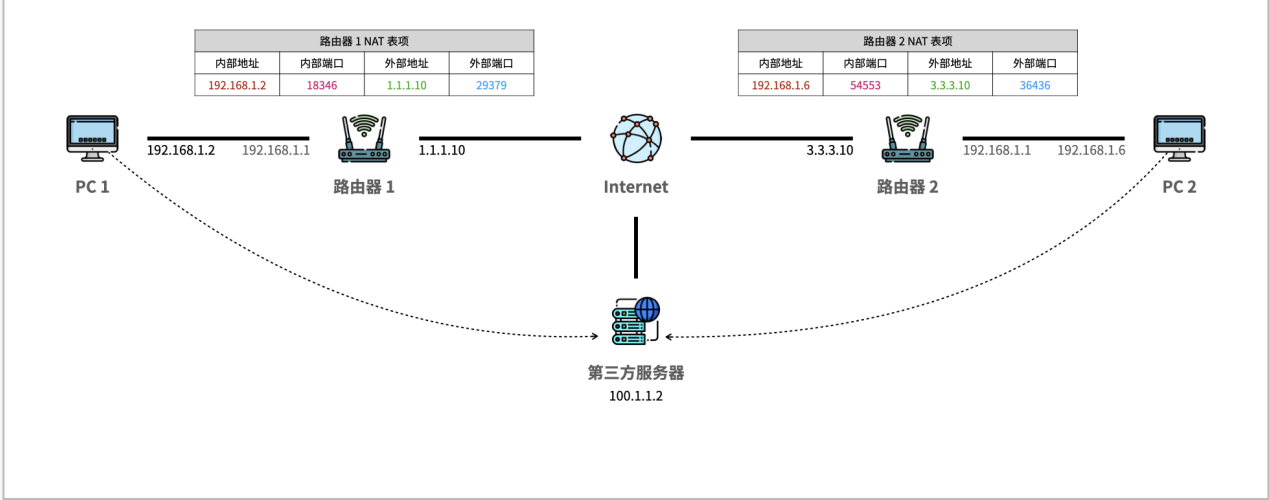 路由器 1 NAT 表项
内部地址 内部端口 外部地址 外部端口
192.168.1.2 18346 1.1.1.10 29379
路由器 2 NAT 表项
内部地址 内部端口 外部地址 外部端口
192.168.1.6 54553 3.3.3.10 36436
192.168.1.2 192.168.1.1 1.1.1.10 3.3.3.10 192.168.1.1 192.168.1.6
PC 1 路由器 1 Internet 路由器 2 PC 2
第三方服务器
100.1.1.2